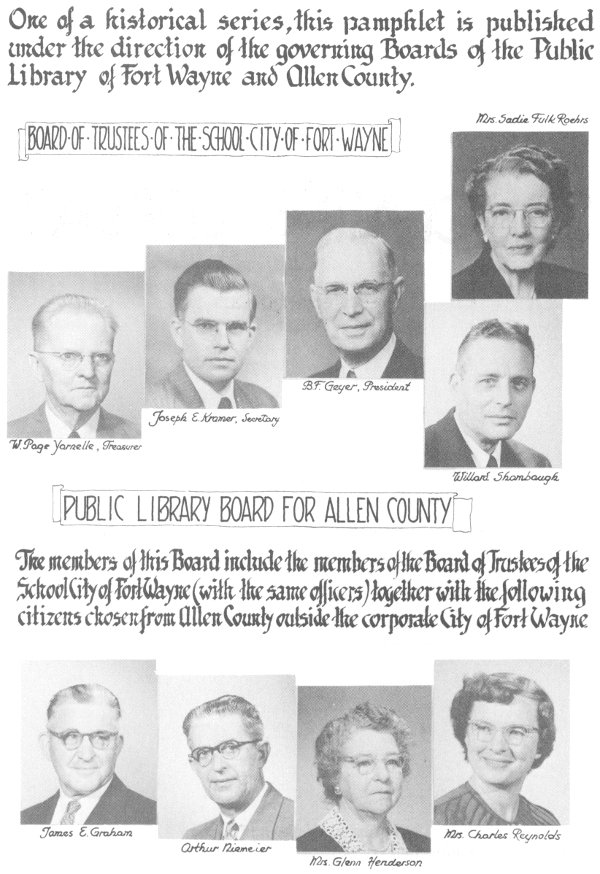 One of a historical series, this pamphlet is published
under the direction of the governing Boards of the Public
Library of Fort Wayne and Allen County.
BOARD·OF·TRUSTEES·OF·THE·SCHOOL·CITY·OF·FORT·WAYNE
Mrs. Sadie Fulk Roehrs
B.F. Geyer, President
Joseph E. Kramer, Secretary
W. Page Yarnelle, Treasurer
Willard Shambaugh
PUBLIC LIBRARY BOARD FOR ALLEN COUNTY
The members of this Board include the members of the Board of Trustees of the
School City of Fort Wayne (with the same officers) together with the following
citizens chosen from Allen County outside the corporate City of Fort Wayne
James E. Graham
Arthur Niemeier
Mrs. Glenn Henderson
Mrs. Charles Reynolds